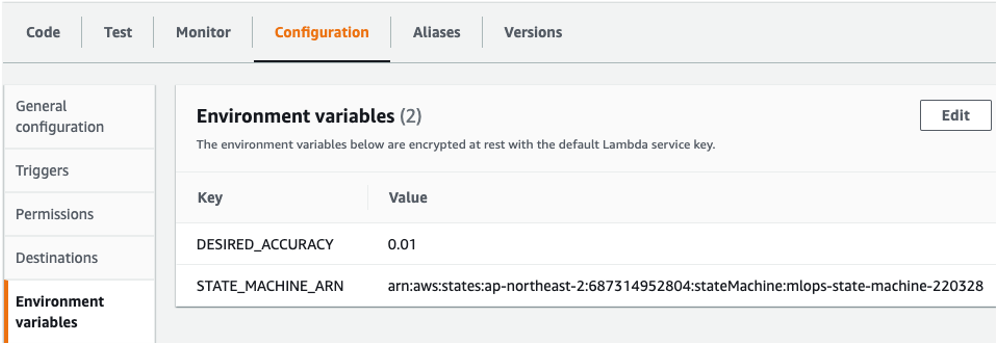 Code Test Monitor Configuration Aliases Versions
General
configuration
Triggers
Permissions
Destinations
Environment
variables
Environment variables (2)
Edit
The environment variables below are encrypted at rest with the default Lambda service key.
Key Value
DESIRED_ACCURACY 0.01
STATE_MACHINE_ARN arn:aws:states:ap-northeast-2:687314952804:stateMachine:mlops-state-machine-220328